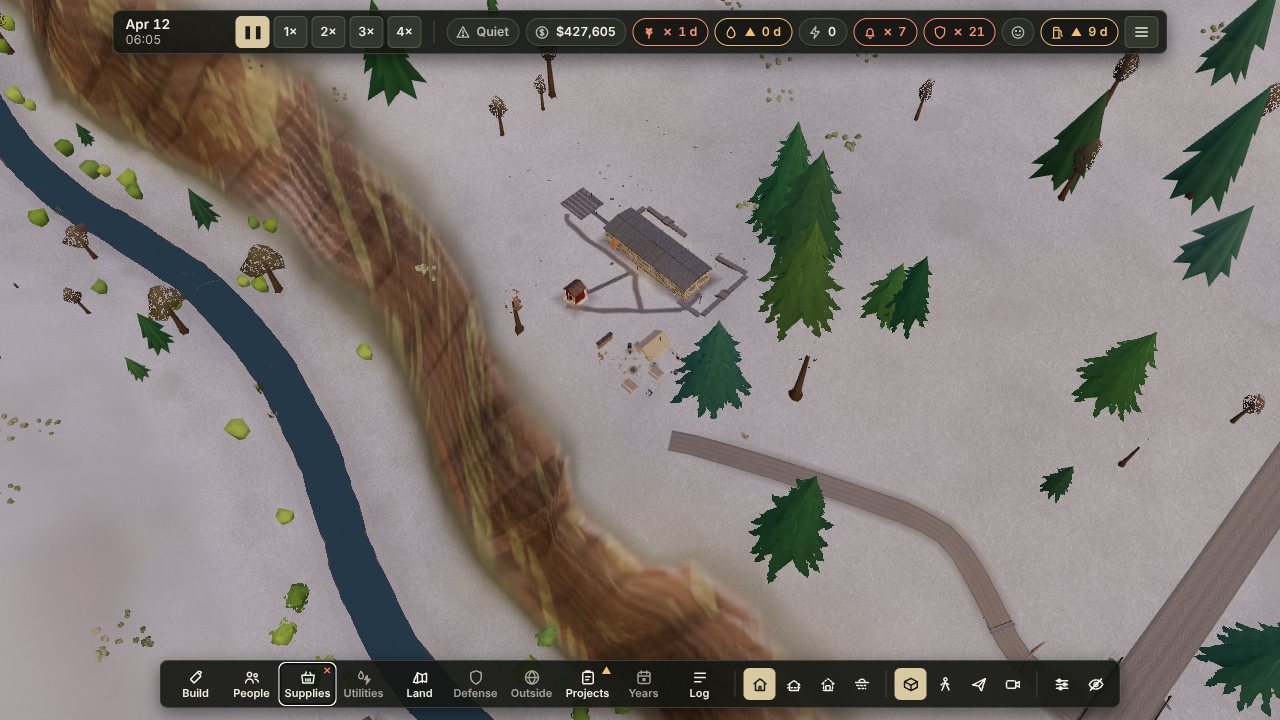 Apr 12
06:05
1×
2×
3×
4×
Quiet
$427,605
× 1 d
0 d
0
× 7
× 21
9 d
Build
People
Supplies
Utilities
Land
Defense
Outside
Projects
Years
Log